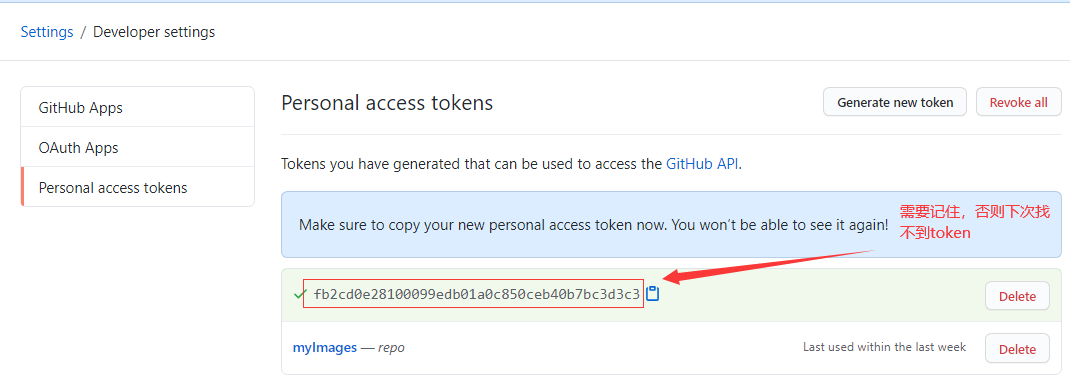 Settings / Developer settings
GitHub Apps
OAuth Apps
Personal access tokens
Personal access tokens
Generate new token
Revoke all
Tokens you have generated that can be used to access the GitHub API.
Make sure to copy your new personal access token now. You won't be able to see it again!
需要记住，否则下次找
不到token
fb2cd0e28100099edb01a0c850ceb40b7bc3d3c3
Delete
myImages — repo
Last used within the last week
Delete